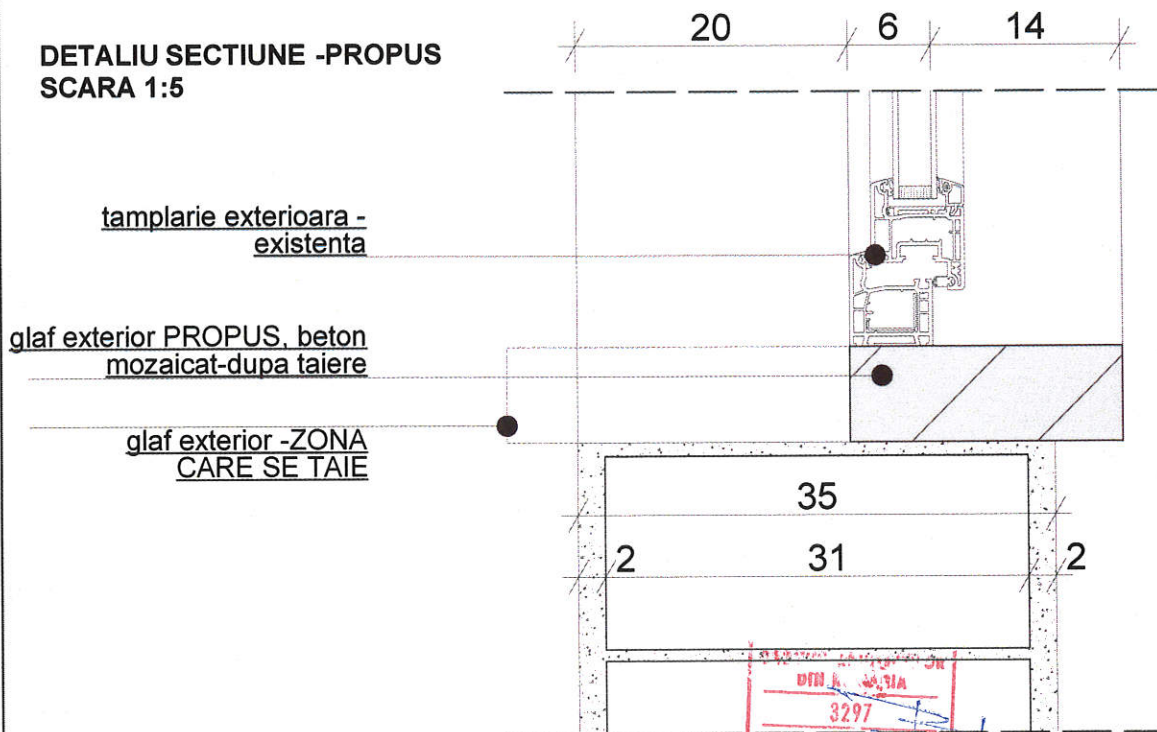 DETALIU SECTIUNE -PROPUS
SCARA 1:5
20 6 14
tamplarie exterioara -
existenta
glaf exterior PROPUS, beton
mozaicat-dupa taiere
glaf exterior -ZONA
CARE SE TAIE
35
2 31 2
3297